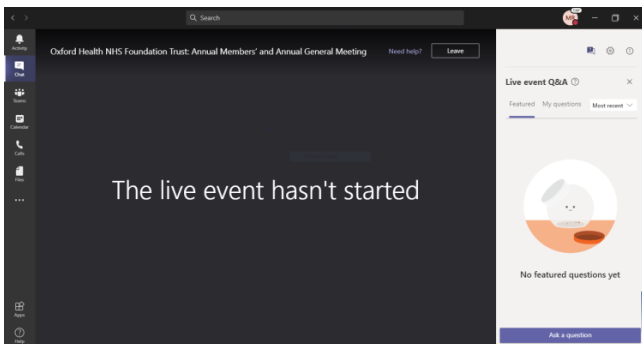 Search
MB
Activity
Chat
Teams
Calendar
Calls
Files
Apps
Help
Oxford Health NHS Foundation Trust: Annual Members' and Annual General Meeting
Need help?
Leave
The live event hasn't started
Live event Q&A
Featured
My questions
Most recent
No featured questions yet
Ask a question